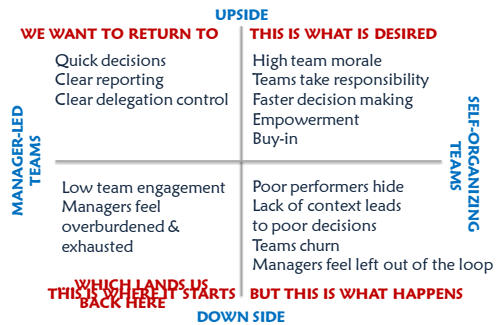 UPSIDE
WE WANT TO RETURN TO
THIS IS WHAT IS DESIRED
Quick decisions
Clear reporting
Clear delegation control
High team morale
Teams take responsibility
Faster decision making
Empowerment
Buy-in
MANAGER-LED
TEAMS
SELF-ORGANIZING
TEAMS
Low team engagement
Managers feel
overburdened &
exhausted
Poor performers hide
Lack of context leads
to poor decisions
Teams churn
Managers feel left out of the loop
... WHICH LANDS US
BACK HERE
THIS IS WHERE IT STARTS
BUT THIS IS WHAT HAPPENS
DOWN SIDE